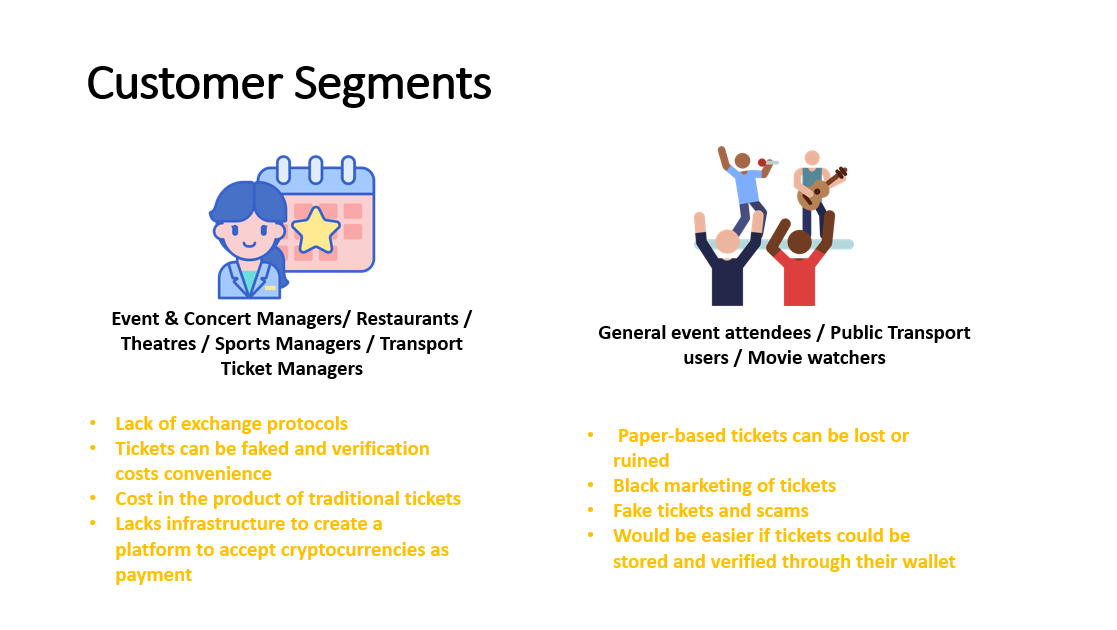 Customer Segments
Event & Concert Managers/ Restaurants /
Theatres / Sports Managers / Transport
Ticket Managers
• Lack of exchange protocols
• Tickets can be faked and verification
costs convenience
• Cost in the product of traditional tickets
• Lacks infrastructure to create a
platform to accept cryptocurrencies as
payment
General event attendees / Public Transport
users / Movie watchers
• Paper-based tickets can be lost or
ruined
• Black marketing of tickets
• Fake tickets and scams
• Would be easier if tickets could be
stored and verified through their wallet